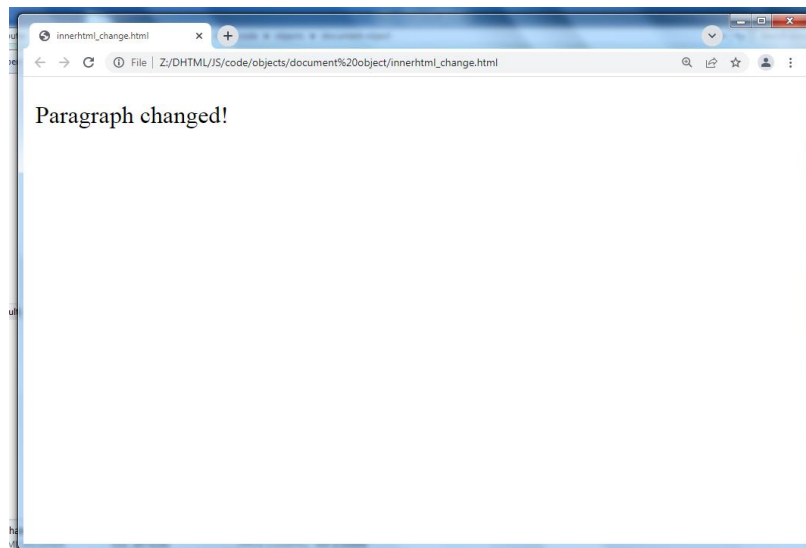 innerhtml_change.html
File | Z:/DHTML/JS/code/objects/document%20object/innerhtml_change.html
Paragraph changed!